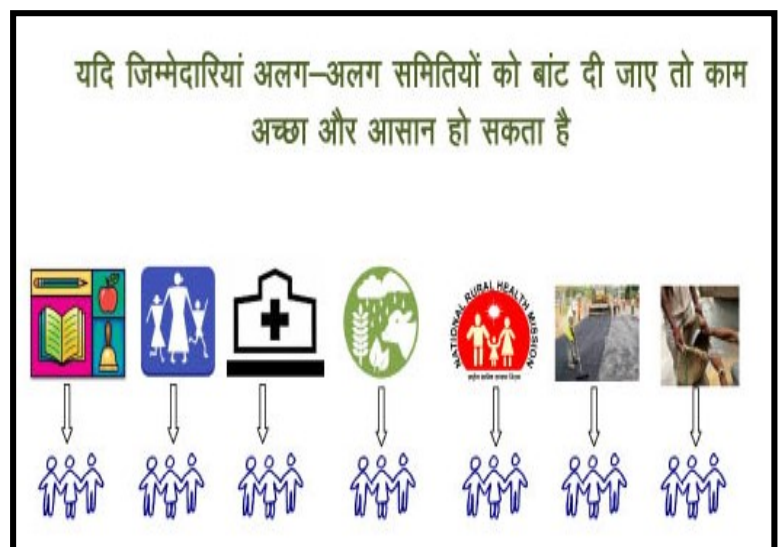 यदि जिम्मेदारियां अलग–अलग समितियों को बांट दी जाए तो काम
अच्छा और आसान हो सकता है
NATIONAL RURAL HEALTH MISSION